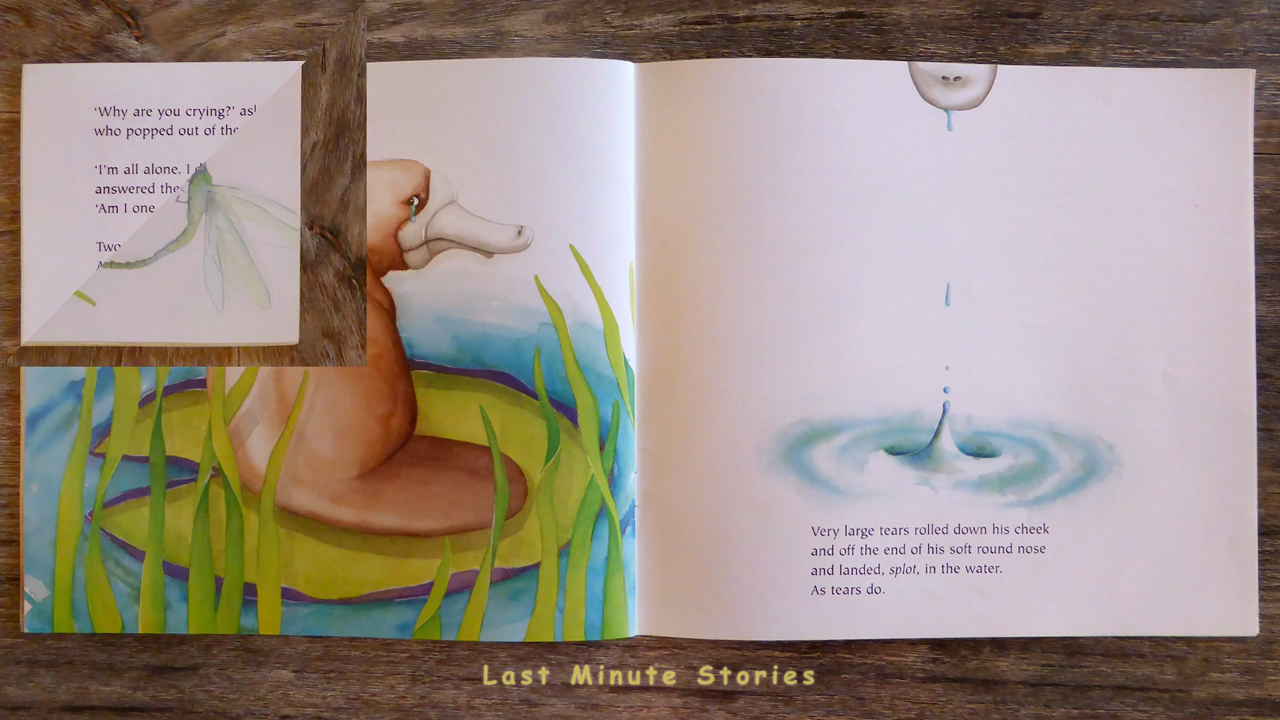 ‘Why are you crying?’
who popped out of the
‘I’m all alone. I
answered the
‘Am I one
Two
Very large tears rolled down his cheek
and off the end of his soft round nose
and landed, splot, in the water.
As tears do.
Last Minute Stories